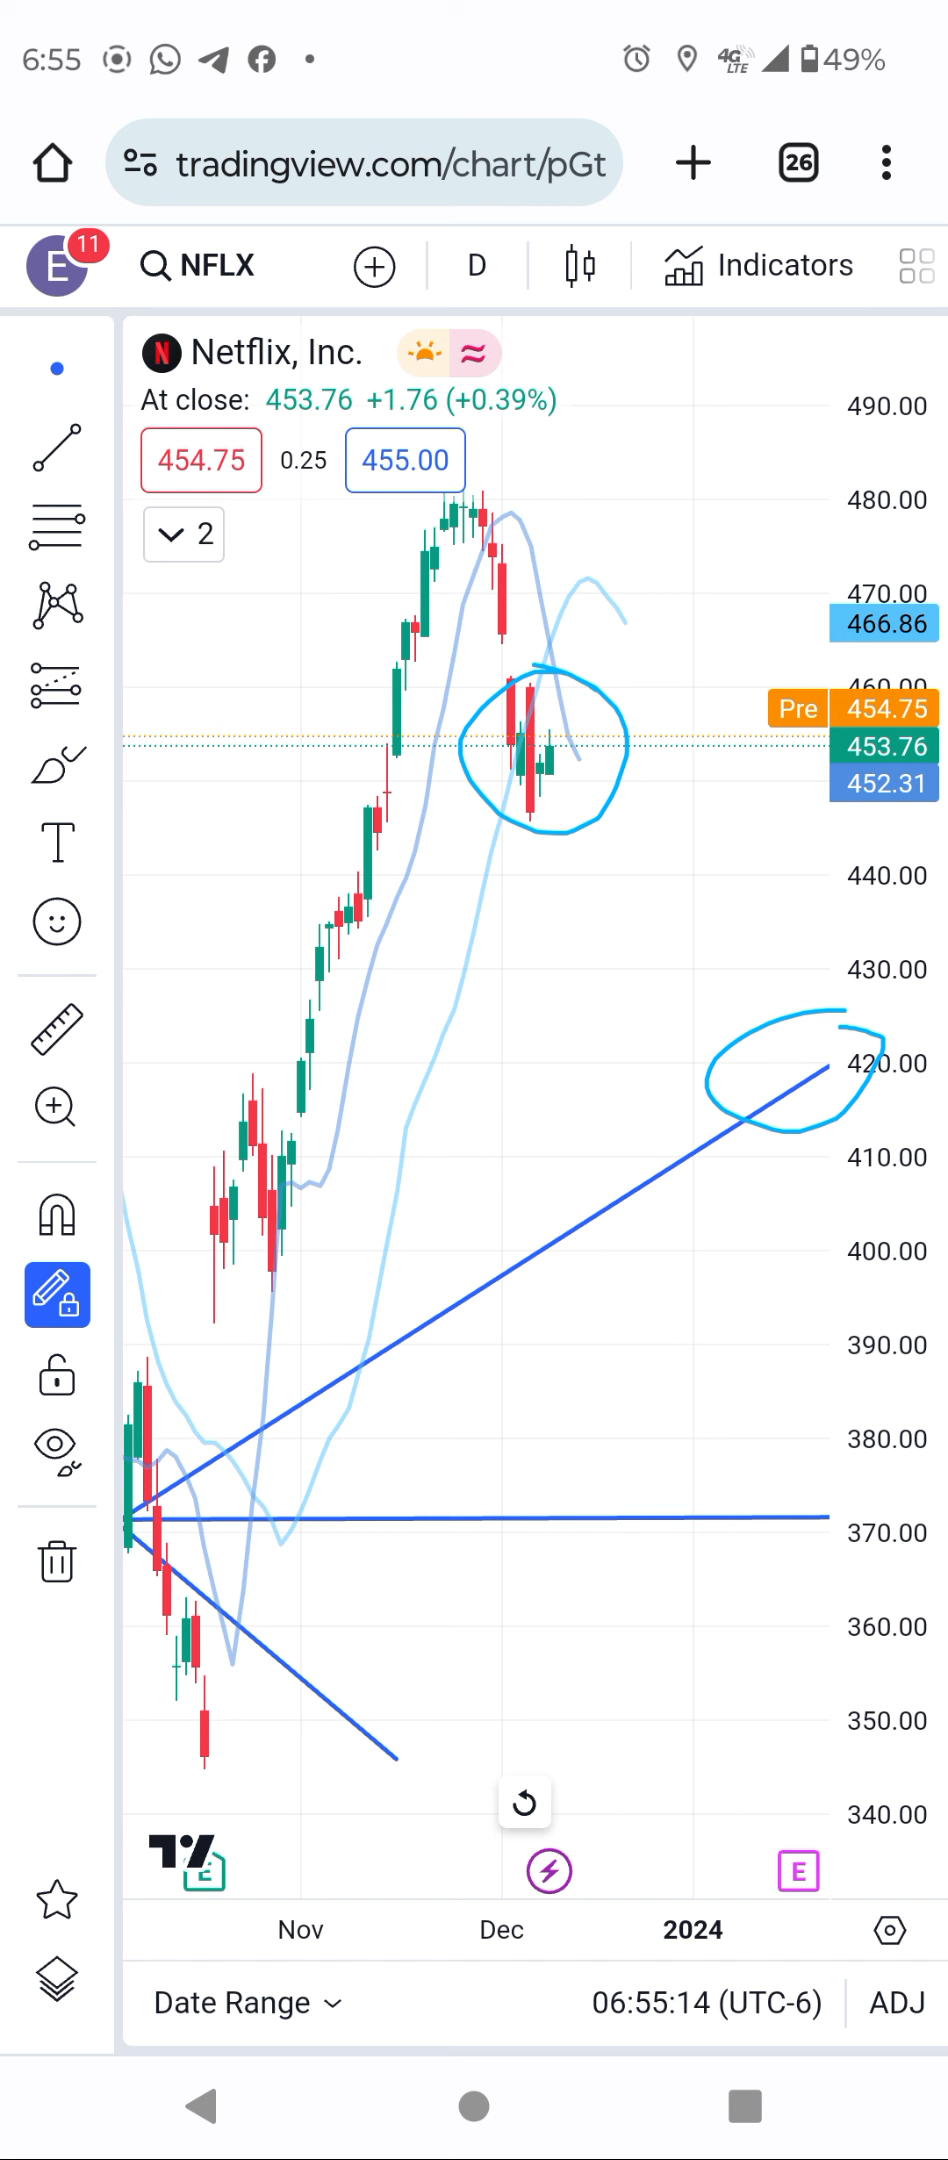 6:55 4G LTE 49%
tradingview.com/chart/pGt 26
E 11 NFLX D Indicators
N Netflix, Inc.
At close: 453.76 +1.76 (+0.39%)
454.75 0.25 455.00
2
490.00
480.00
470.00
466.86
460.00
Pre 454.75
453.76
452.31
440.00
430.00
420.00
410.00
400.00
390.00
380.00
370.00
360.00
350.00
340.00
T
E E
Nov Dec 2024
Date Range 06:55:14 (UTC-6) ADJ